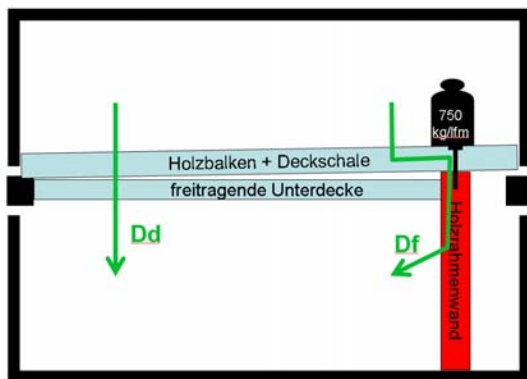 750
kg/lfm
Holzbalken + Deckschale
freitragende Unterdecke
Dd
Df
Holzrahmenwand